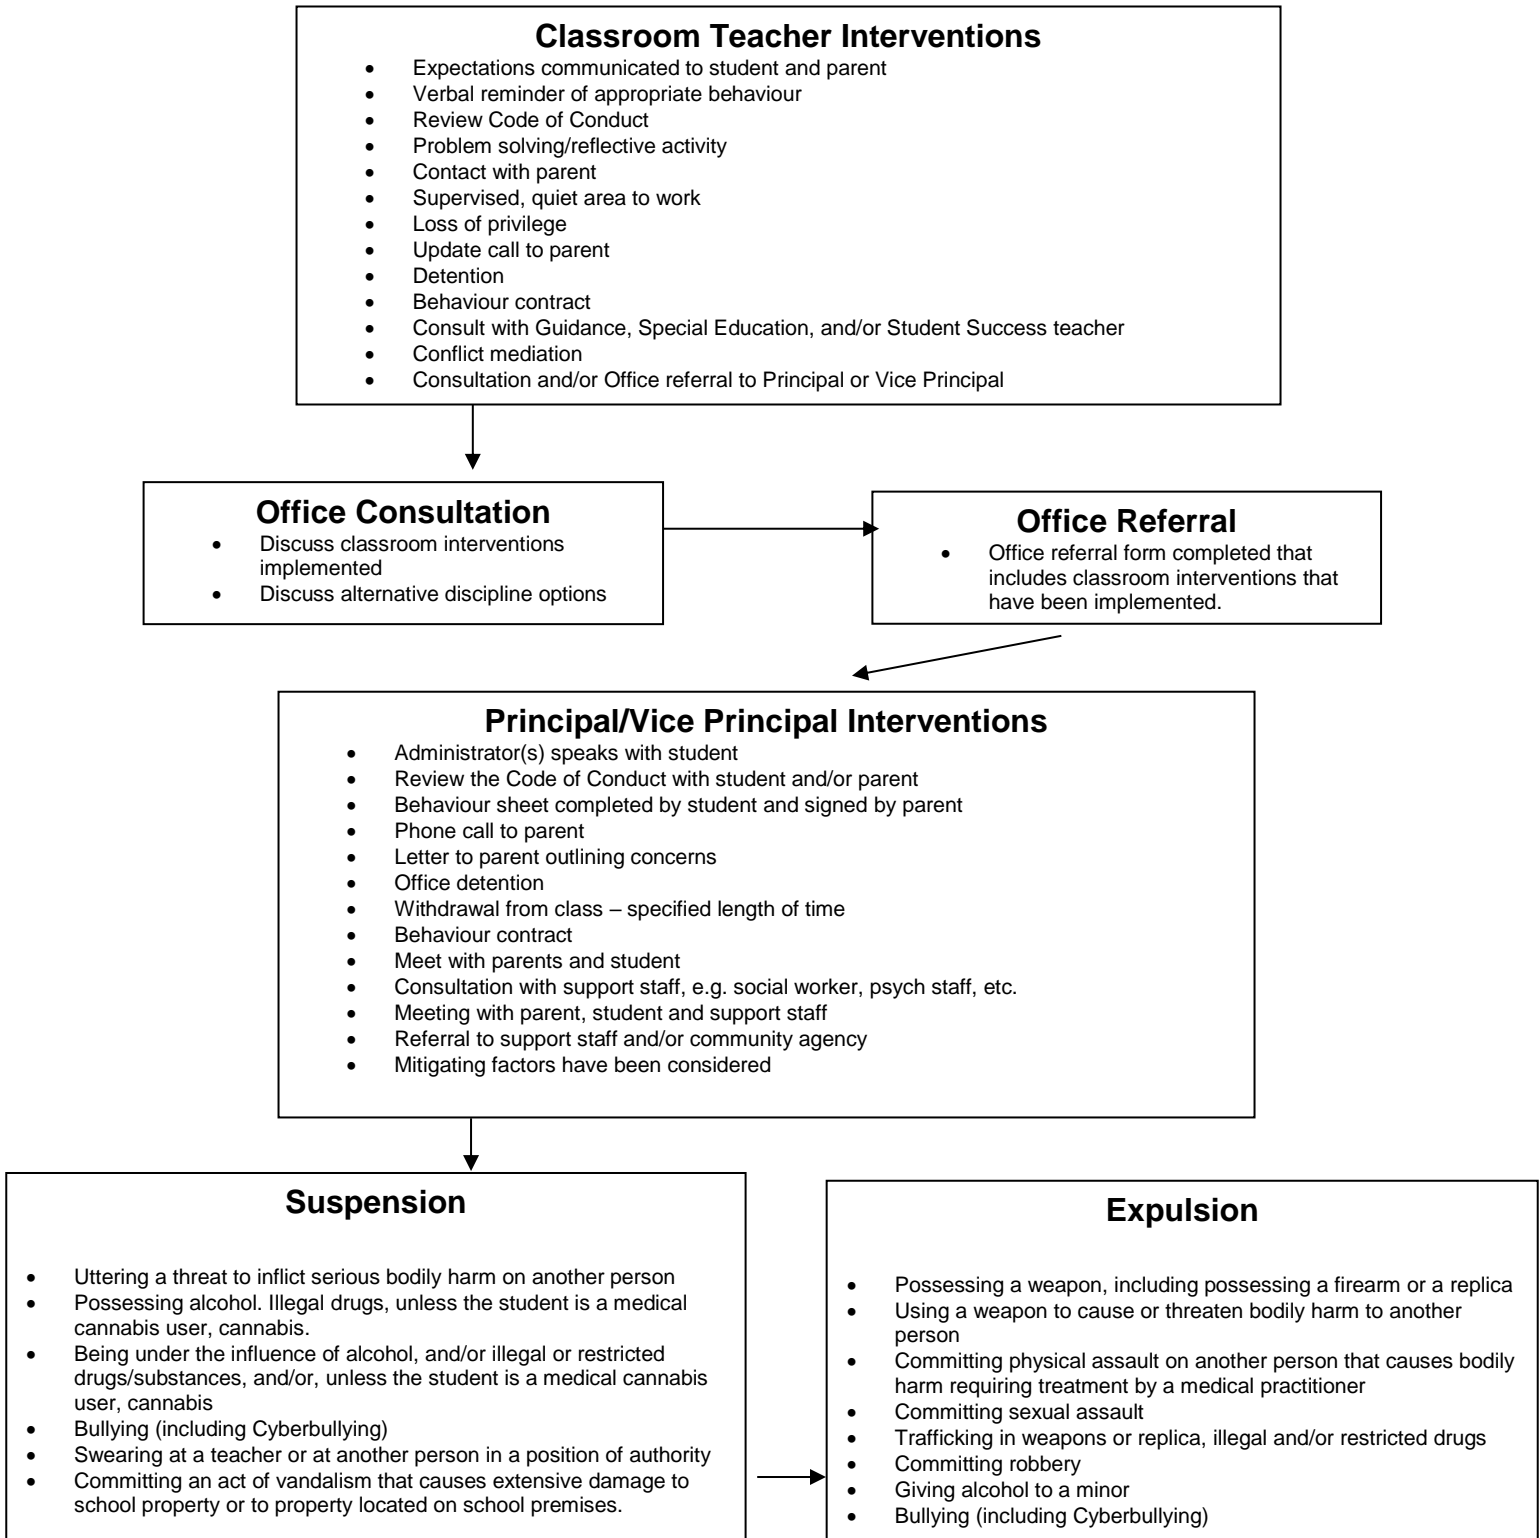 Classroom Teacher Interventions
• Expectations communicated to student and parent
• Verbal reminder of appropriate behaviour
• Review Code of Conduct
• Problem solving/reflective activity
• Contact with parent
• Supervised, quiet area to work
• Loss of privilege
• Update call to parent
• Detention
• Behaviour contract
• Consult with Guidance, Special Education, and/or Student Success teacher
• Conflict mediation
• Consultation and/or Office referral to Principal or Vice Principal
Office Consultation
• Discuss classroom interventions
implemented
• Discuss alternative discipline options
Office Referral
• Office referral form completed that
includes classroom interventions that
have been implemented.
Principal/Vice Principal Interventions
• Administrator(s) speaks with student
• Review the Code of Conduct with student and/or parent
• Behaviour sheet completed by student and signed by parent
• Phone call to parent
• Letter to parent outlining concerns
• Office detention
• Withdrawal from class – specified length of time
• Behaviour contract
• Meet with parents and student
• Consultation with support staff, e.g. social worker, psych staff, etc.
• Meeting with parent, student and support staff
• Referral to support staff and/or community agency
• Mitigating factors have been considered
Suspension
• Uttering a threat to inflict serious bodily harm on another person
• Possessing alcohol. Illegal drugs, unless the student is a medical
cannabis user, cannabis.
• Being under the influence of alcohol, and/or illegal or restricted
drugs/substances, and/or, unless the student is a medical cannabis
user, cannabis
• Bullying (including Cyberbullying)
• Swearing at a teacher or at another person in a position of authority
• Committing an act of vandalism that causes extensive damage to
school property or to property located on school premises.
Expulsion
• Possessing a weapon, including possessing a firearm or a replica
• Using a weapon to cause or threaten bodily harm to another
person
• Committing physical assault on another person that causes bodily
harm requiring treatment by a medical practitioner
• Committing sexual assault
• Trafficking in weapons or replica, illegal and/or restricted drugs
• Committing robbery
• Giving alcohol to a minor
• Bullying (including Cyberbullying)